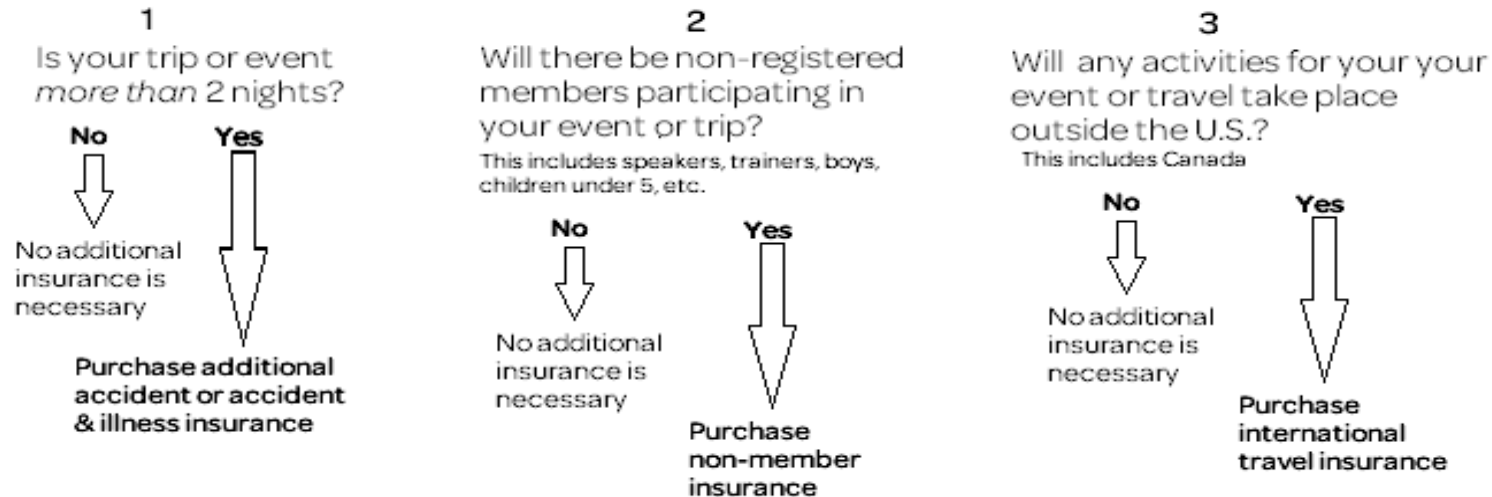 1
Is your trip or event
more than 2 nights?
No
Yes
No additional
insurance is
necessary
Purchase additional
accident or accident
& illness insurance
2
Will there be non-registered
members participating in
your event or trip?
This includes speakers, trainers, boys,
children under 5, etc.
No
Yes
No additional
insurance is
necessary
Purchase
non-member
insurance
3
Will any activities for your your
event or travel take place
outside the U.S.?
This includes Canada
No
Yes
No additional
insurance is
necessary
Purchase
international
travel insurance